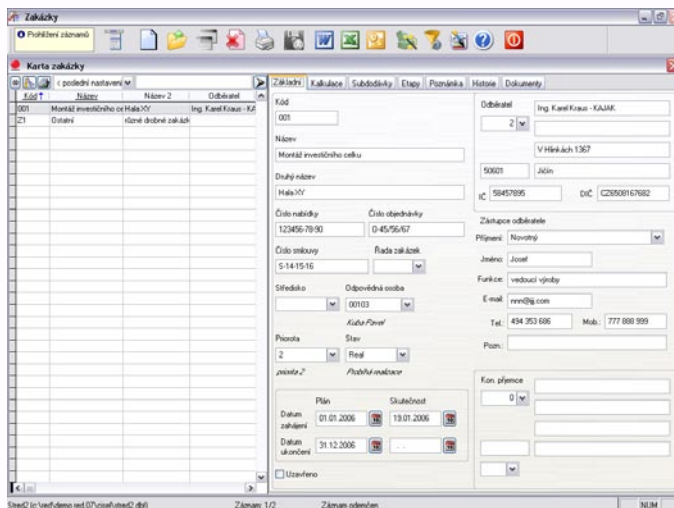 Zakázky
Prohlížení záznamů
Karta zakázky
< poslední nastavení
Základní Kalkulace Subdodávky Etapy Poznámka Historie Dokumenty
Kód Název Název 2 Odběratel
001 Montáž investičního ce Hala XY Ing. Karel Kraus - KA
Z1 Ostatní různé drobné zakázk
Kód
001
Název
Montáž investičního celku
Druhý název
Hala XY
Číslo nabídky Číslo objednávky
123456-78-90 O-45/56/67
Číslo smlouvy Řada zakázek
S-14-15-16
Středisko Odpovědná osoba
00103
Kuba Pavel
Priorota Stav
2 Real
priorita 2 Probíhá realizace
Plán Skutečnost
Datum zahájení 01.01.2006 19.01.2006
Datum ukončení 31.12.2006 . .
Uzavřeno
Odběratel Ing. Karel Kraus - KAJAK
2
V Hlinkách 1367
50601 Jičín
IČ 58457895 DIČ CZ6508167682
Zástupce odběratele
Příjmení: Novotný
Jméno: Josef
Funkce: vedoucí výroby
E-mail: nnn@jjj.com
Tel.: 494 353 686 Mob.: 777 888 999
Pozn.:
Kon. příjemce
0
Záznam: 1/2 Záznam odemčen NUM